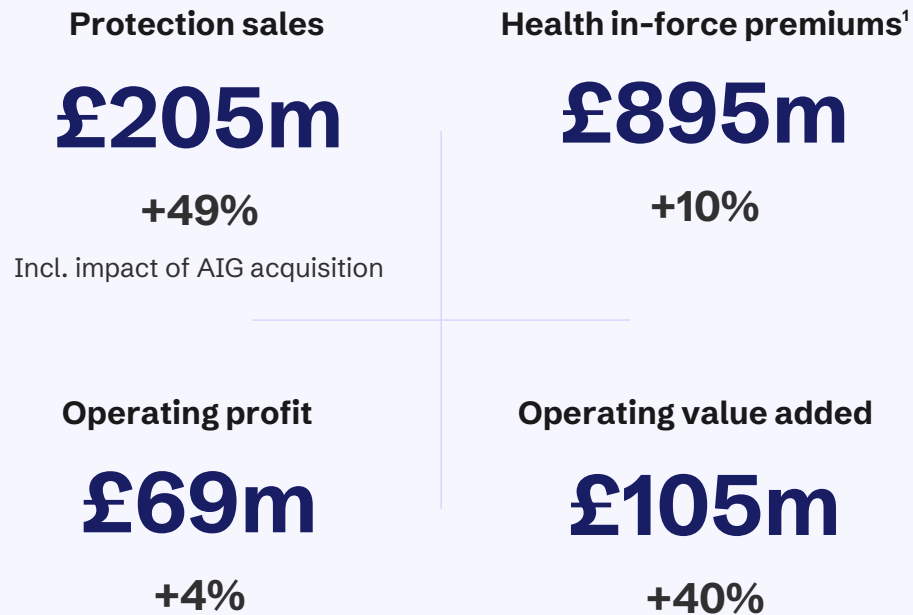 Protection sales
£205m
+49%
Incl. impact of AIG acquisition
Health in-force premiums¹
£895m
+10%
Operating profit
£69m
+4%
Operating value added
£105m
+40%